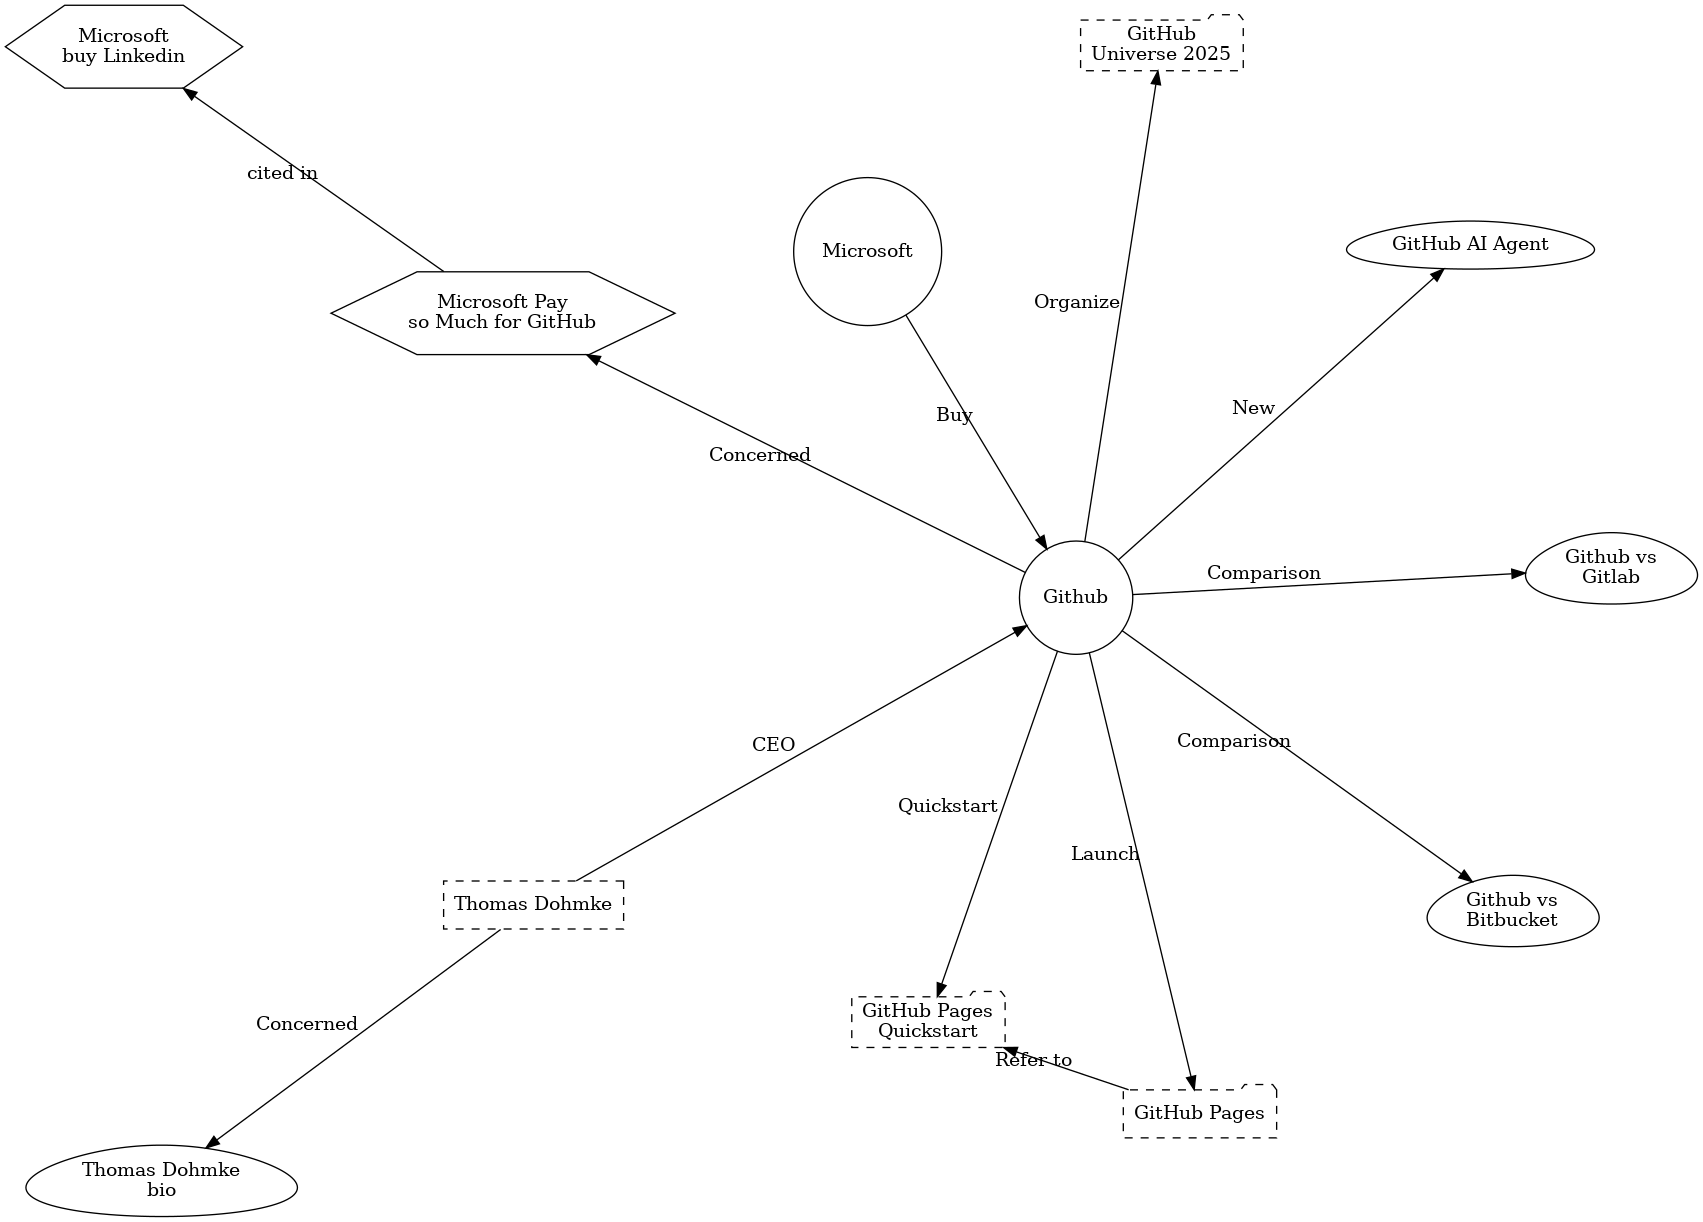 Microsoft
buy Linkedin
GitHub
Universe 2025
cited in
Microsoft
GitHub AI Agent
Microsoft Pay
so Much for GitHub
Organize
New
Buy
Concerned
Github vs
Gitlab
Comparison
Github
CEO
Comparison
Quickstart
Launch
Thomas Dohmke
Github vs
Bitbucket
GitHub Pages
Quickstart
Concerned
Refer to
GitHub Pages
Thomas Dohmke
bio